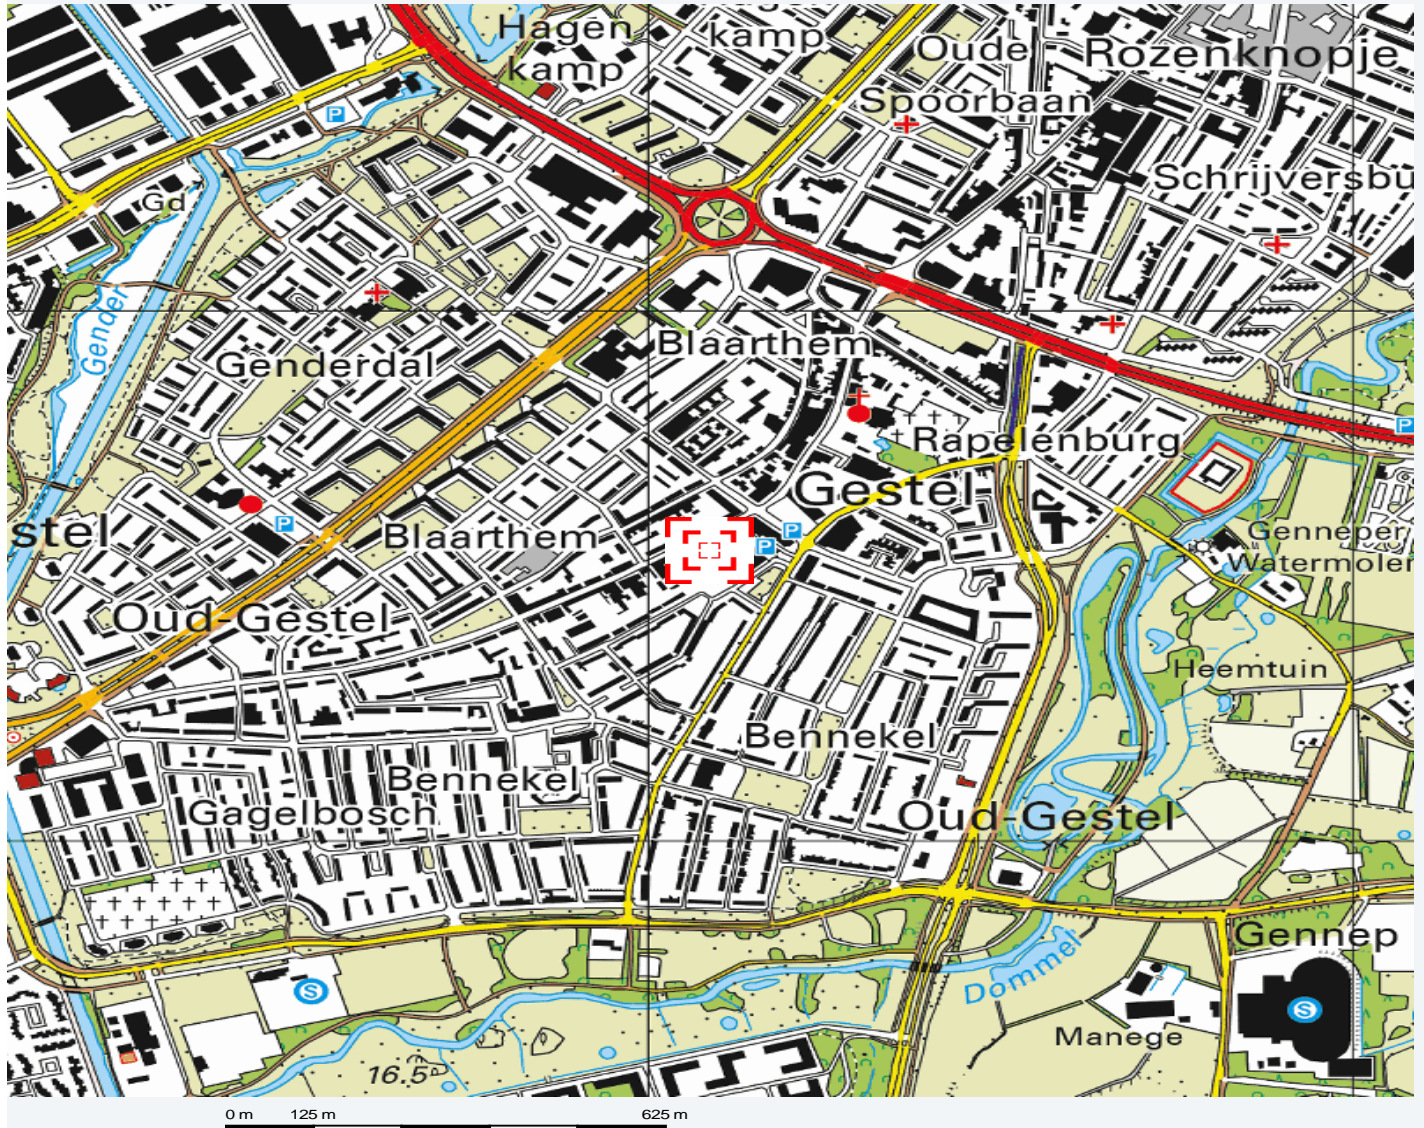 Hagen
kamp
kamp
Oude
Spoorbaan
Rozenknopje
P
Schrijversbu
Gd
Gender
Genderdal
Blaarthem
P
Rapelenburg
Gestel
stel
P
Blaarthem
P
P
Genneper
Watermolen
Oud-Gestel
Heemtuin
Bennekel
Bennekel
Gagelbosch
Oud-Gestel
Gennep
Dommel
S
S
Manege
16.5
0 m 125 m 625 m